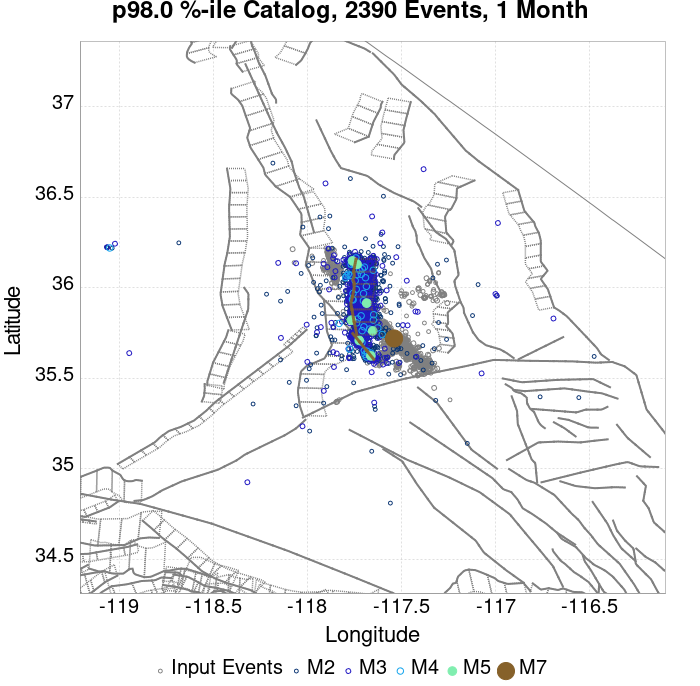 p98.0 %-ile Catalog, 2390 Events, 1 Month
37
36.5
36
35.5
35
34.5
Latitude
-119 -118.5 -118 -117.5 -117 -116.5
Longitude
Input Events M2 M3 M4 M5 M7